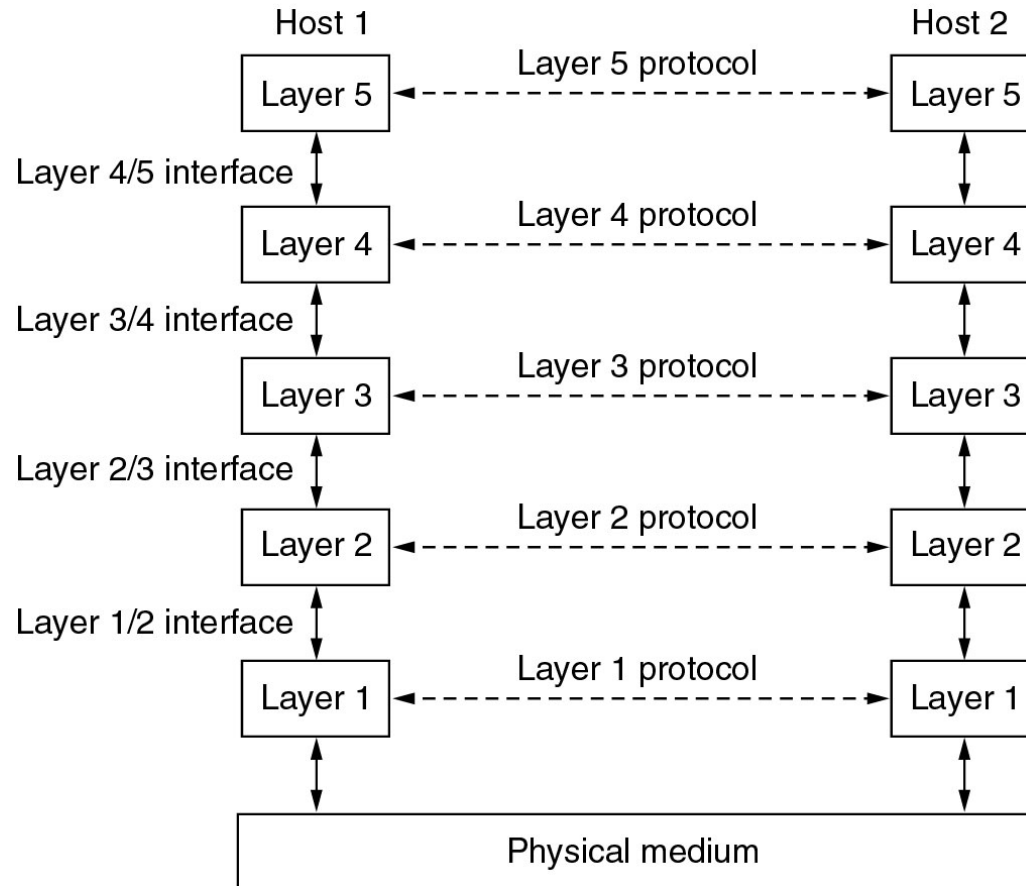 Host 1
Host 2
Layer 5 protocol
Layer 5
Layer 5
Layer 4/5 interface
Layer 4 protocol
Layer 4
Layer 4
Layer 3/4 interface
Layer 3 protocol
Layer 3
Layer 3
Layer 2/3 interface
Layer 2 protocol
Layer 2
Layer 2
Layer 1/2 interface
Layer 1 protocol
Layer 1
Layer 1
Physical medium